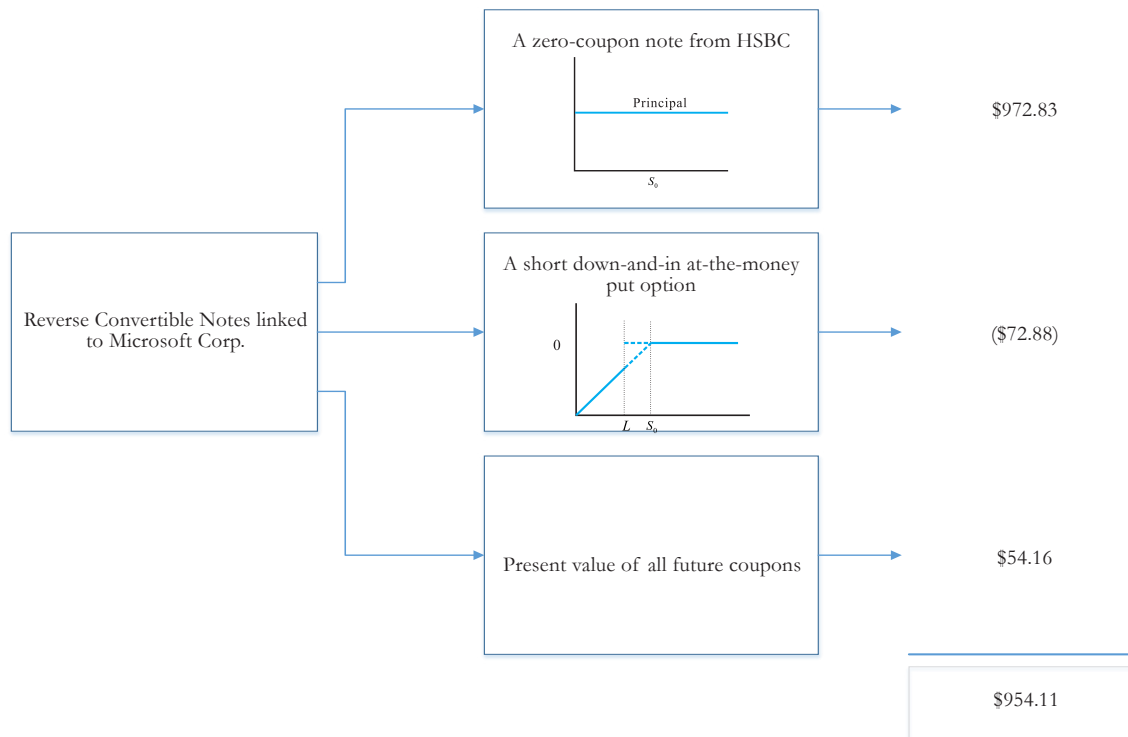 A zero-coupon note from HSBC
Principal
S₀
$972.83
Reverse Convertible Notes linked
to Microsoft Corp.
A short down-and-in at-the-money
put option
0
L S₀
($72.88)
Present value of all future coupons
$54.16
$954.11